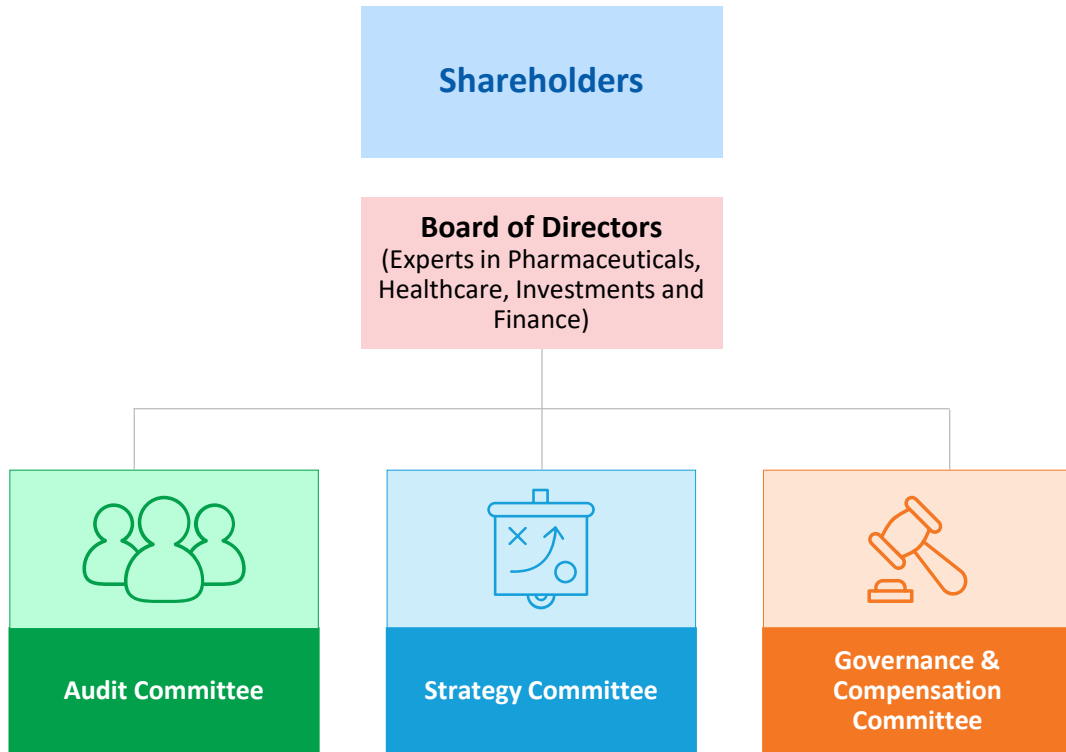 Shareholders
Board of Directors
(Experts in Pharmaceuticals,
Healthcare, Investments and
Finance)
Audit Committee
Strategy Committee
Governance &
Compensation
Committee